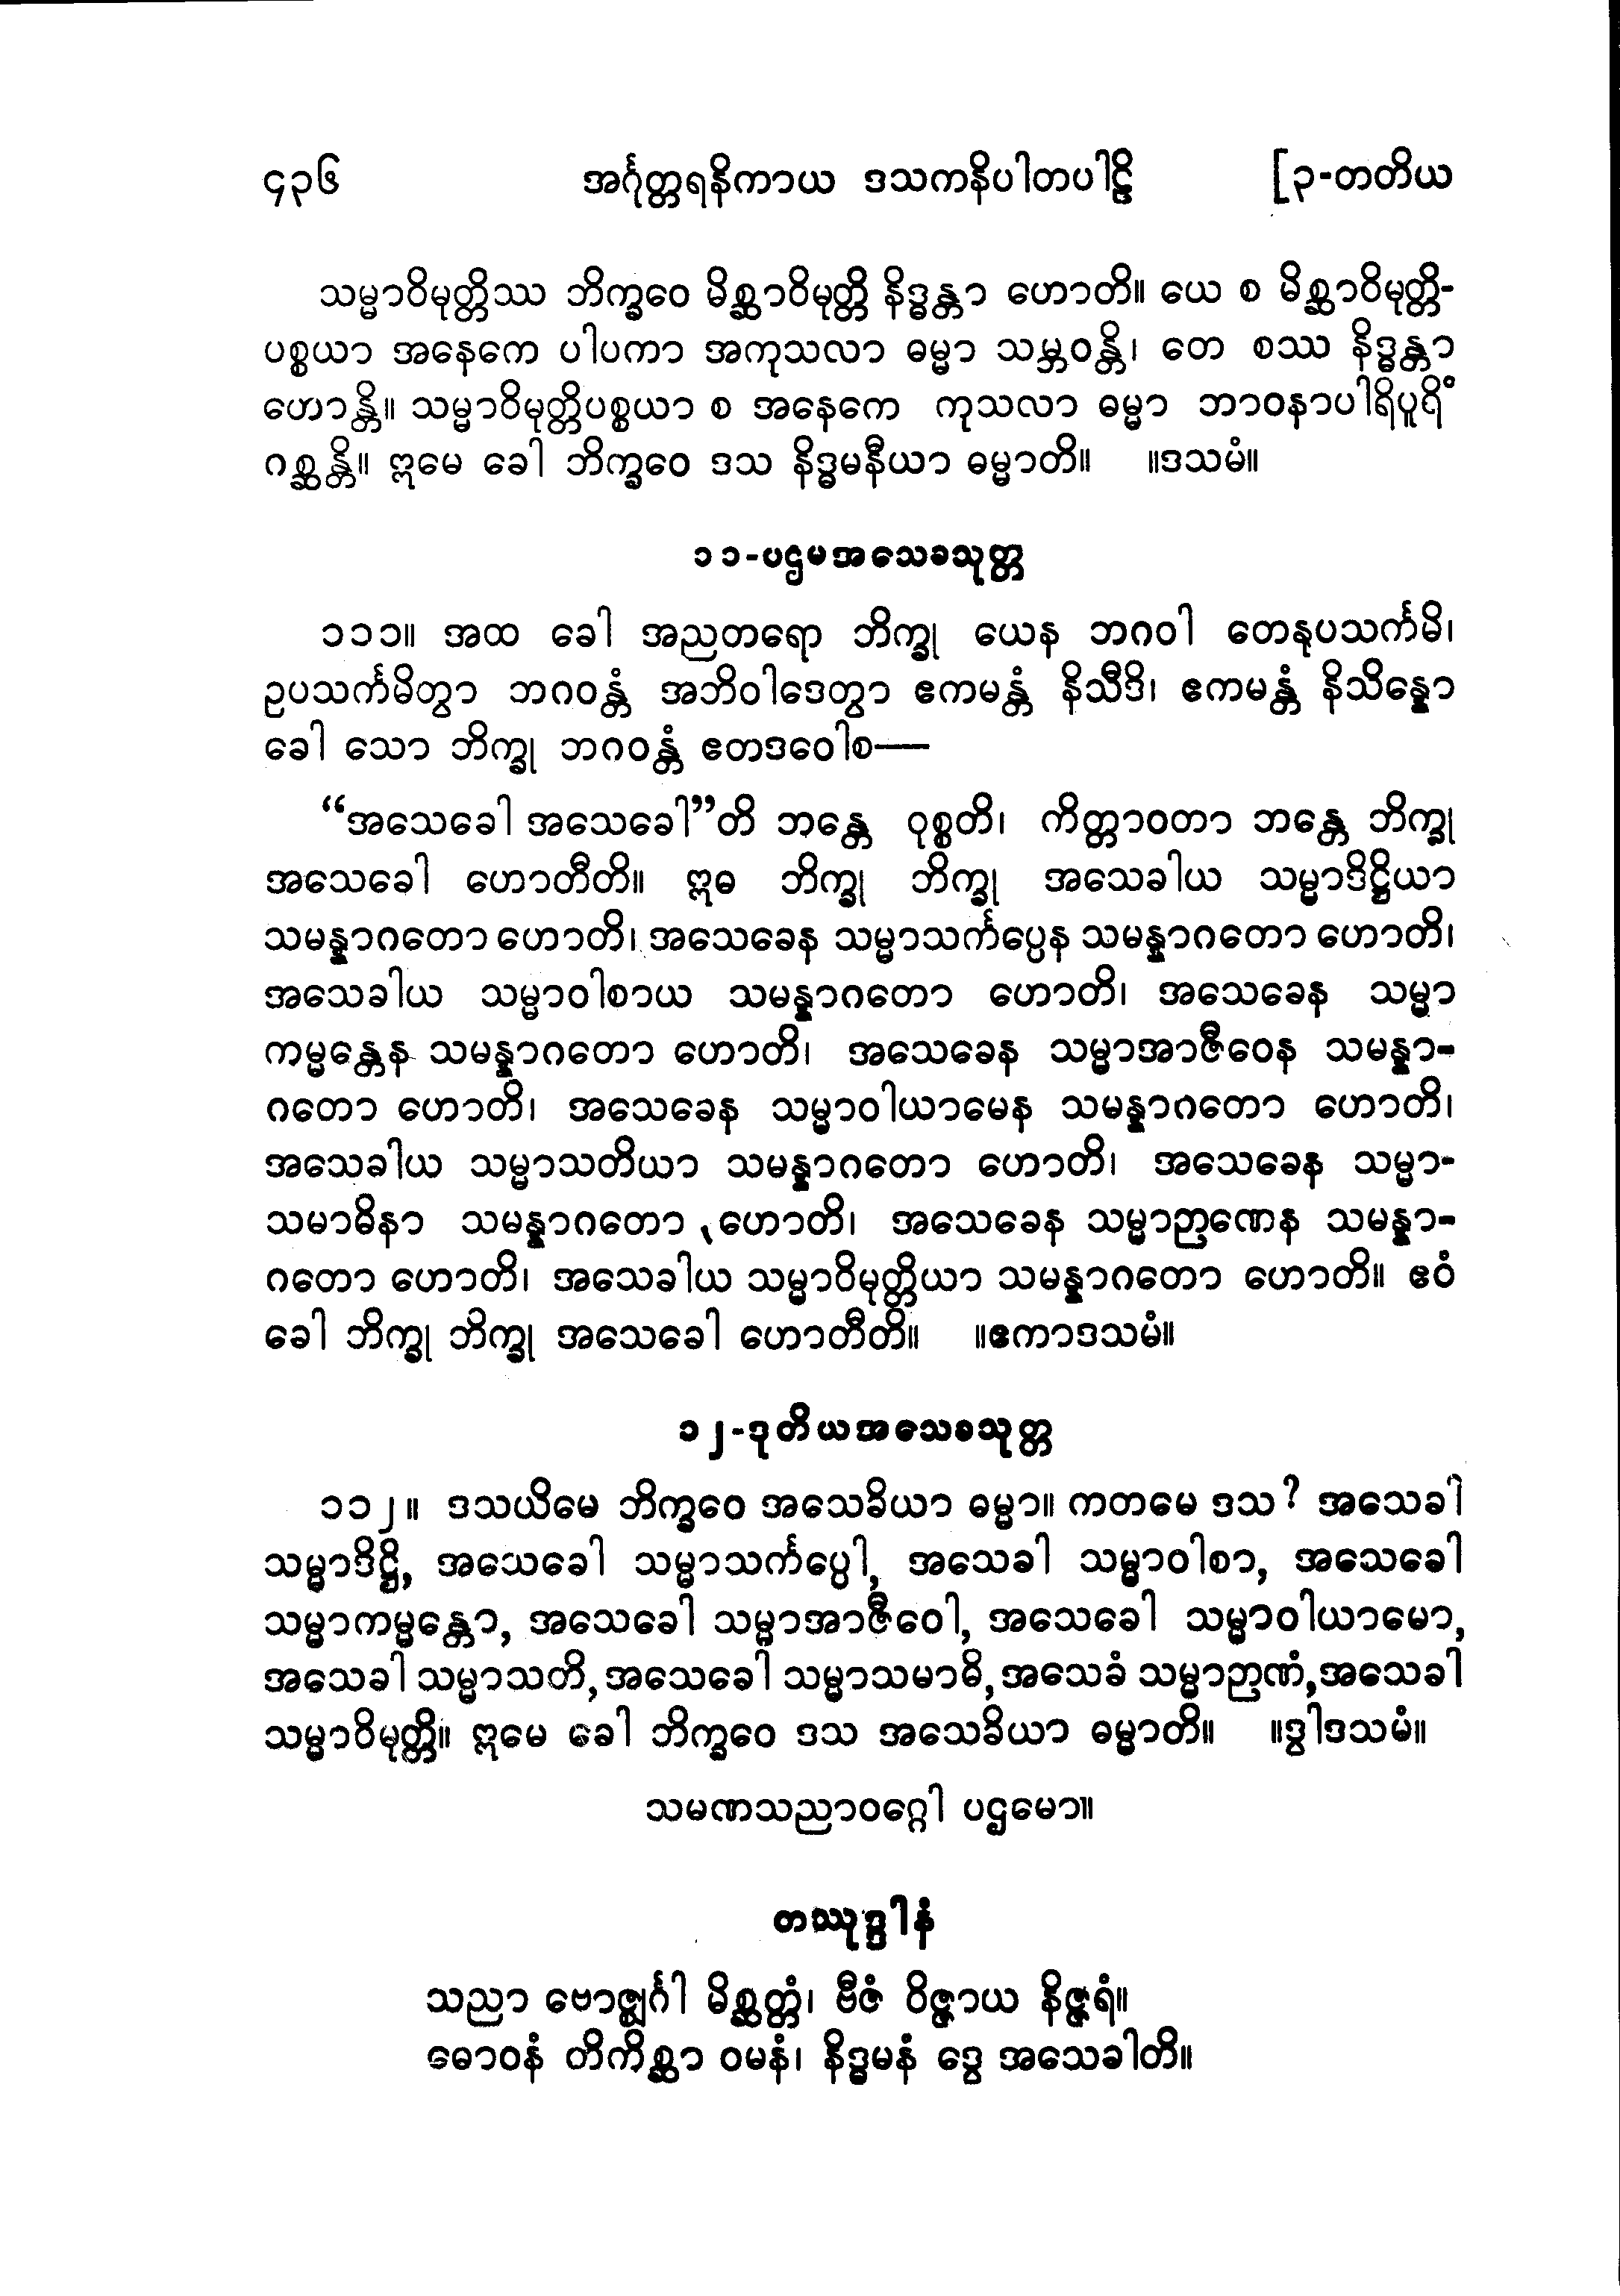 ၄၃၆ အင်္ဂုတ္တရနိကာယ ဒသကနိပါတပါဠိ [၃-တတိယ
သမ္မာဝိမုတ္တိဿ ဘိက္ခဝေ မိစ္ဆာဝိမုတ္တိ နိဒ္ဓန္တာ ဟောတိ။ ယေ စ မိစ္ဆာဝိမုတ္တိ-
ပစ္စယာ အနေကေ ပါပကာ အကုသလာ ဓမ္မာ သမ္ဘဝန္တိ၊ တေ စဿ နိဒ္ဓန္တာ
ဟောန္တိ။ သမ္မာဝိမုတ္တိပစ္စယာ စ အနေကေ ကုသလာ ဓမ္မာ ဘာဝနာပါရိပူရိံ
ဂစ္ဆန္တိ။ ဣမေ ခေါ ဘိက္ခဝေ ဒသ နိဒ္ဓမနီယာ ဓမ္မာတိ။ ။ဒသမံ။
၁၁-ပဌမအသေခသုတ္တ
၁၁၁။ အထ ခေါ အညတရော ဘိက္ခု ယေန ဘဂဝါ တေနုပသင်္ကမိ၊
ဥပသင်္ကမိတွာ ဘဂဝန္တံ အဘိဝါဒေတွာ ဧကမန္တံ နိသီဒိ၊ ဧကမန္တံ နိသိန္နော
ခေါ သော ဘိက္ခု ဘဂဝန္တံ ဧတဒဝေါစ—
“အသေခေါ အသေခေါ”တိ ဘန္တေ ဝုစ္စတိ၊ ကိတ္တာဝတာ ဘန္တေ ဘိက္ခု
အသေခေါ ဟောတီတိ။ ဣဓ ဘိက္ခု ဘိက္ခု အသေခါယ သမ္မာဒိဋ္ဌိယာ
သမန္နာဂတော ဟောတိ၊ အသေခေန သမ္မာသင်္ကပ္ပေန သမန္နာဂတော ဟောတိ၊
အသေခါယ သမ္မာဝါစာယ သမန္နာဂတော ဟောတိ၊ အသေခေန သမ္မာ
ကမ္မန္တေန သမန္နာဂတော ဟောတိ၊ အသေခေန သမ္မာအာဇီဝေန သမန္နာ-
ဂတော ဟောတိ၊ အသေခေန သမ္မာဝါယာမေန သမန္နာဂတော ဟောတိ၊
အသေခါယ သမ္မာသတိယာ သမန္နာဂတော ဟောတိ၊ အသေခေန သမ္မာ-
သမာဓိနာ သမန္နာဂတော ဟောတိ၊ အသေခေန သမ္မာဉာဏေန သမန္နာ-
ဂတော ဟောတိ၊ အသေခါယ သမ္မာဝိမုတ္တိယာ သမန္နာဂတော ဟောတိ။ ဧဝံ
ခေါ ဘိက္ခု ဘိက္ခု အသေခေါ ဟောတီတိ။ ။ဧကာဒသမံ။
၁၂-ဒုတိယအသေခသုတ္တ
၁၁၂။ ဒသယိမေ ဘိက္ခဝေ အသေခိယာ ဓမ္မာ။ ကတမေ ဒသ? အသေခါ
သမ္မာဒိဋ္ဌိ, အသေခေါ သမ္မာသင်္ကပ္ပေါ, အသေခါ သမ္မာဝါစာ, အသေခေါ
သမ္မာကမ္မန္တော, အသေခေါ သမ္မာအာဇီဝေါ, အသေခေါ သမ္မာဝါယာမော,
အသေခါ သမ္မာသတိ, အသေခေါ သမ္မာသမာဓိ, အသေခံ သမ္မာဉာဏံ, အသေခါ
သမ္မာဝိမုတ္တိ။ ဣမေ ခေါ ဘိက္ခဝေ ဒသ အသေခိယာ ဓမ္မာတိ။ ။ဒွါဒသမံ။
သမဏသညာဝဂ္ဂေါ ပဌမော။
တဿုဒ္ဒါနံ
သညာ ဗောဇ္ဈင်္ဂါ မိစ္ဆတ္တံ၊ ဗီဇံ ဝိဇ္ဇာယ နိဇ္ဇရံ။
ဓောဝနံ တိကိစ္ဆာ ဝမနံ၊ နိဒ္ဓမနံ ဒွေ အသေခါတိ။